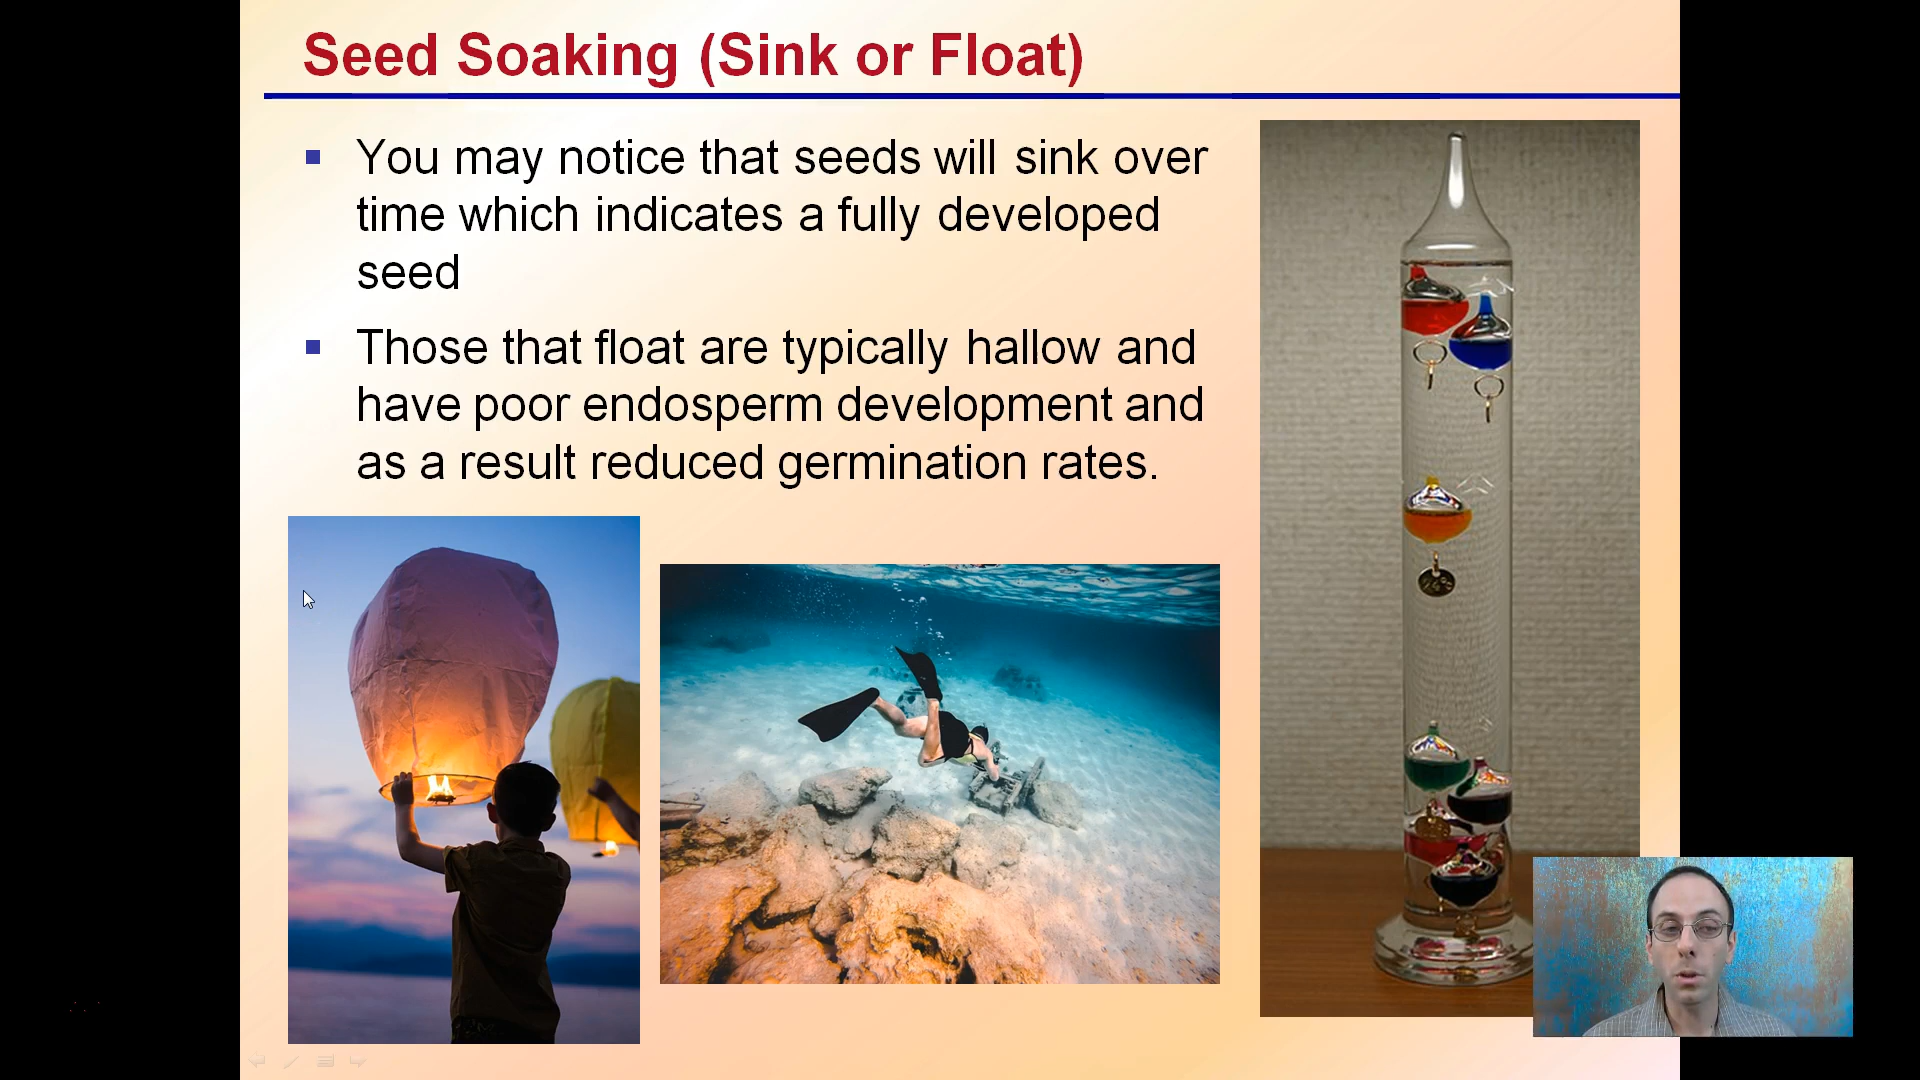 Seed Soaking (Sink or Float)
You may notice that seeds will sink over
time which indicates a fully developed
seed
Those that float are typically hallow and
have poor endosperm development and
as a result reduced germination rates.